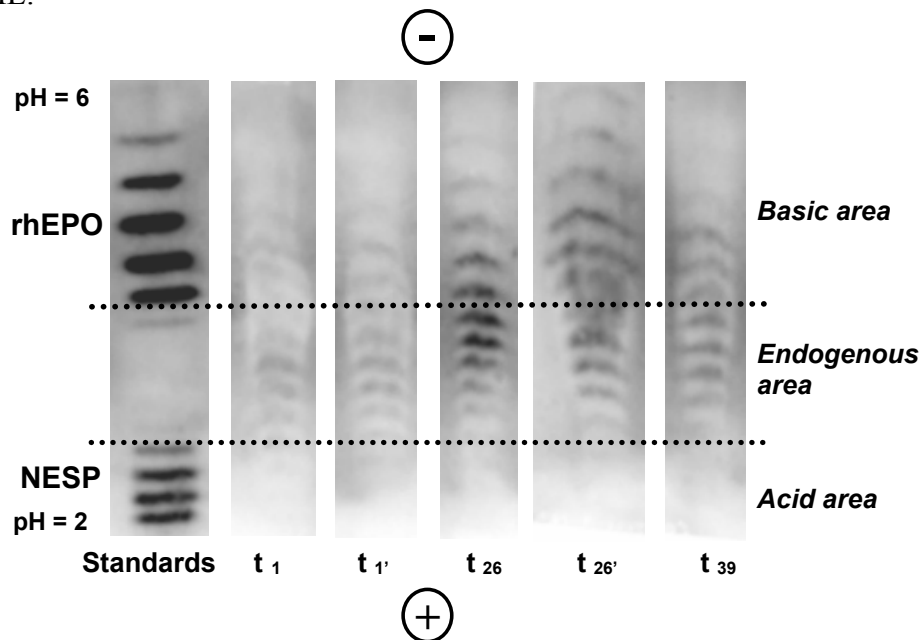 -
pH = 6
rhEPO
Basic area
Endogenous
area
NESP
pH = 2
Acid area
Standards t 1 t 1' t 26 t 26' t 39
+